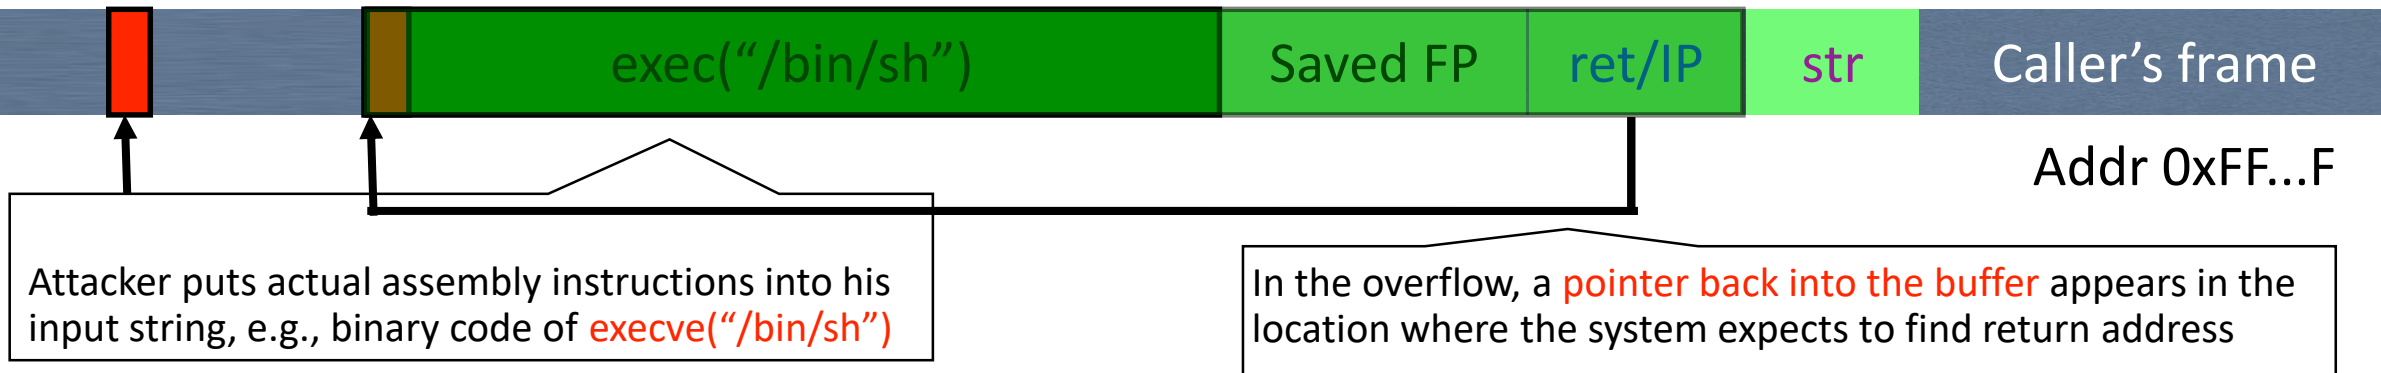 exec(“/bin/sh”) Saved FP ret/IP str Caller’s frame
Addr 0xFF...F
Attacker puts actual assembly instructions into his
input string, e.g., binary code of execve(“/bin/sh”)
In the overflow, a pointer back into the buffer appears in the
location where the system expects to find return address